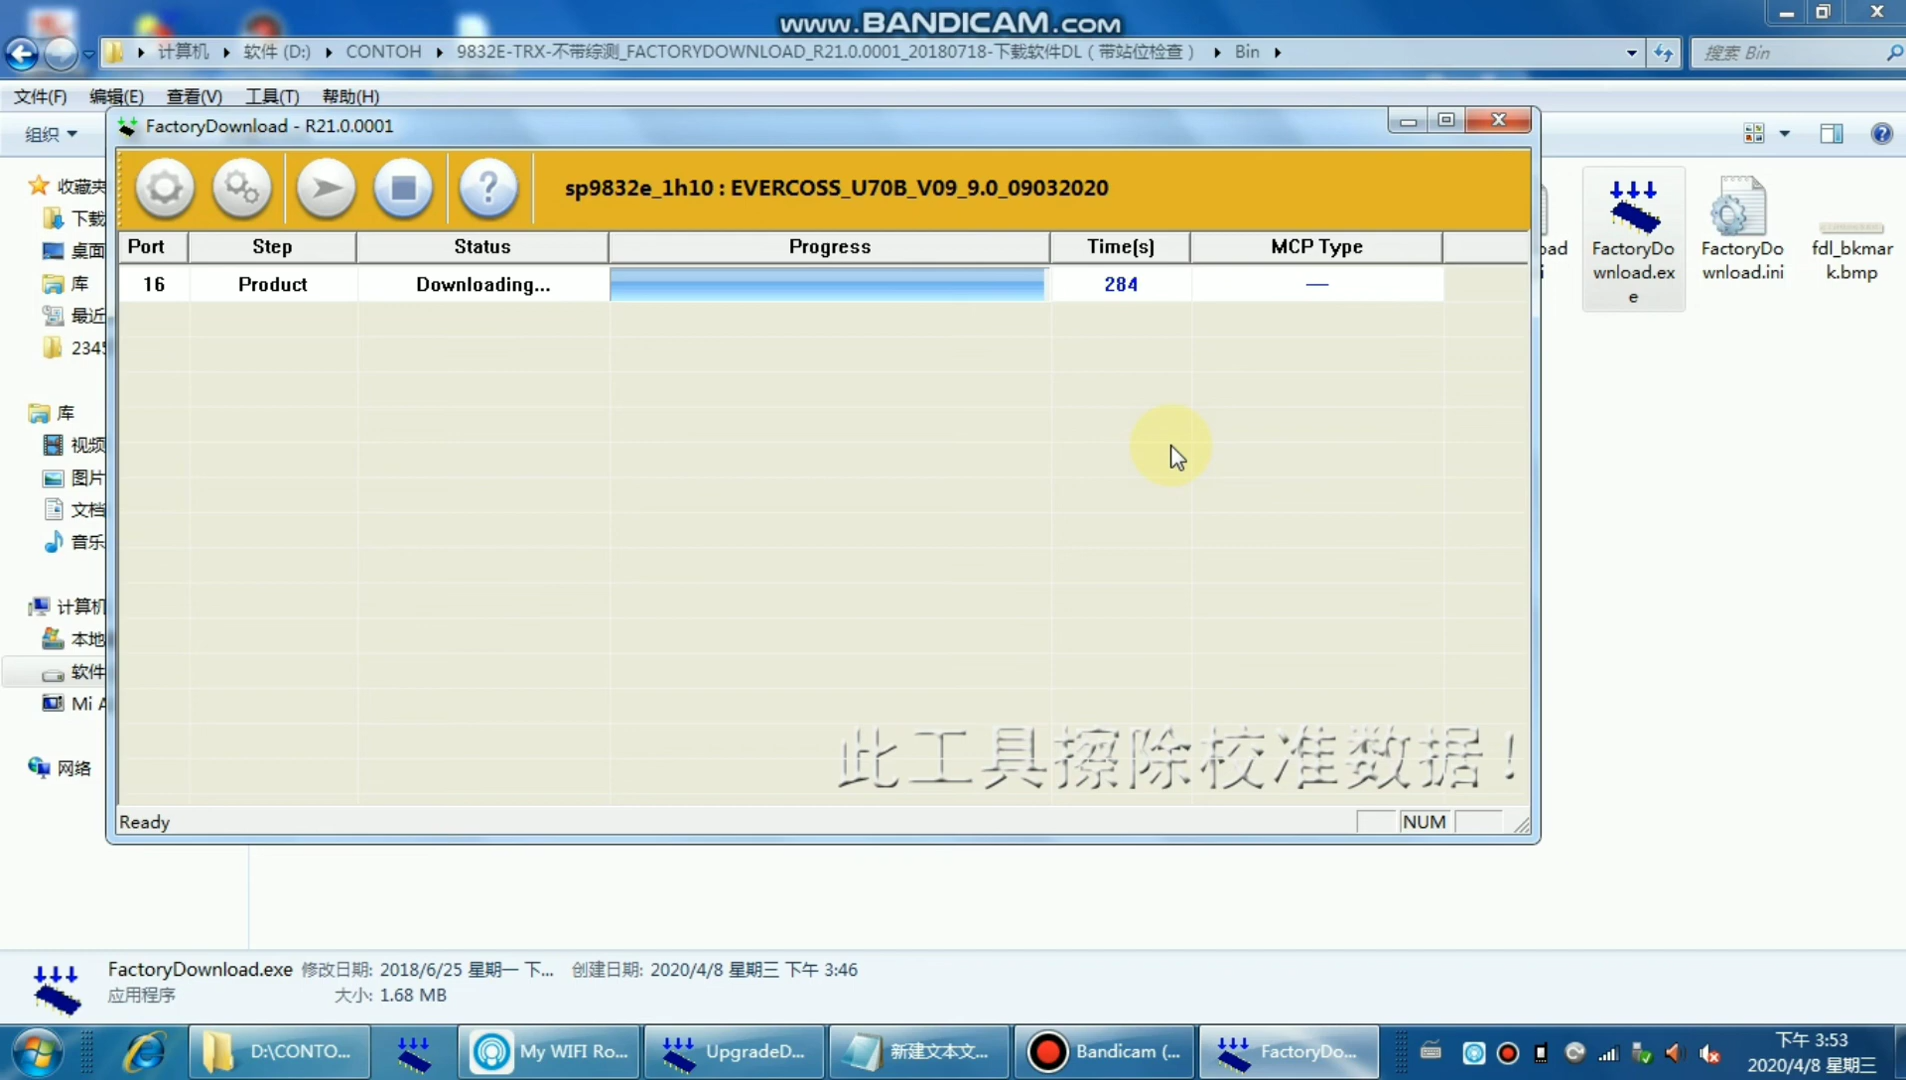 www.BANDICAM.com
计算机 软件 (D:) CONTOH 9832E-TRX-不带综测_FACTORYDOWNLOAD_R21.0.0001_20180718-下载软件DL ( 带站位检查 ) Bin
搜索 Bin
文件(F) 编辑(E) 查看(V) 工具(T) 帮助(H)
组织
FactoryDownload - R21.0.0001
sp9832e_1h10 : EVERCOSS_U70B_V09_9.0_09032020
Port Step Status Progress Time(s) MCP Type
16 Product Downloading... 284 —
收藏夹
下载
桌面
库
最近
2345
库
视频
图片
文档
音乐
计算机
本地
软件
Mi A
网络
FactoryDo
wnload.ex
e
FactoryDo
wnload.ini
fdl_bkmar
k.bmp
此工具擦除校准数据！
Ready
NUM
FactoryDownload.exe 修改日期: 2018/6/25 星期一 下... 创建日期: 2020/4/8 星期三 下午 3:46
应用程序 大小: 1.68 MB
D:\CONTO...
My WIFI Ro...
UpgradeD...
新建文本文...
Bandicam (...
FactoryDo...
下午 3:53
2020/4/8 星期三